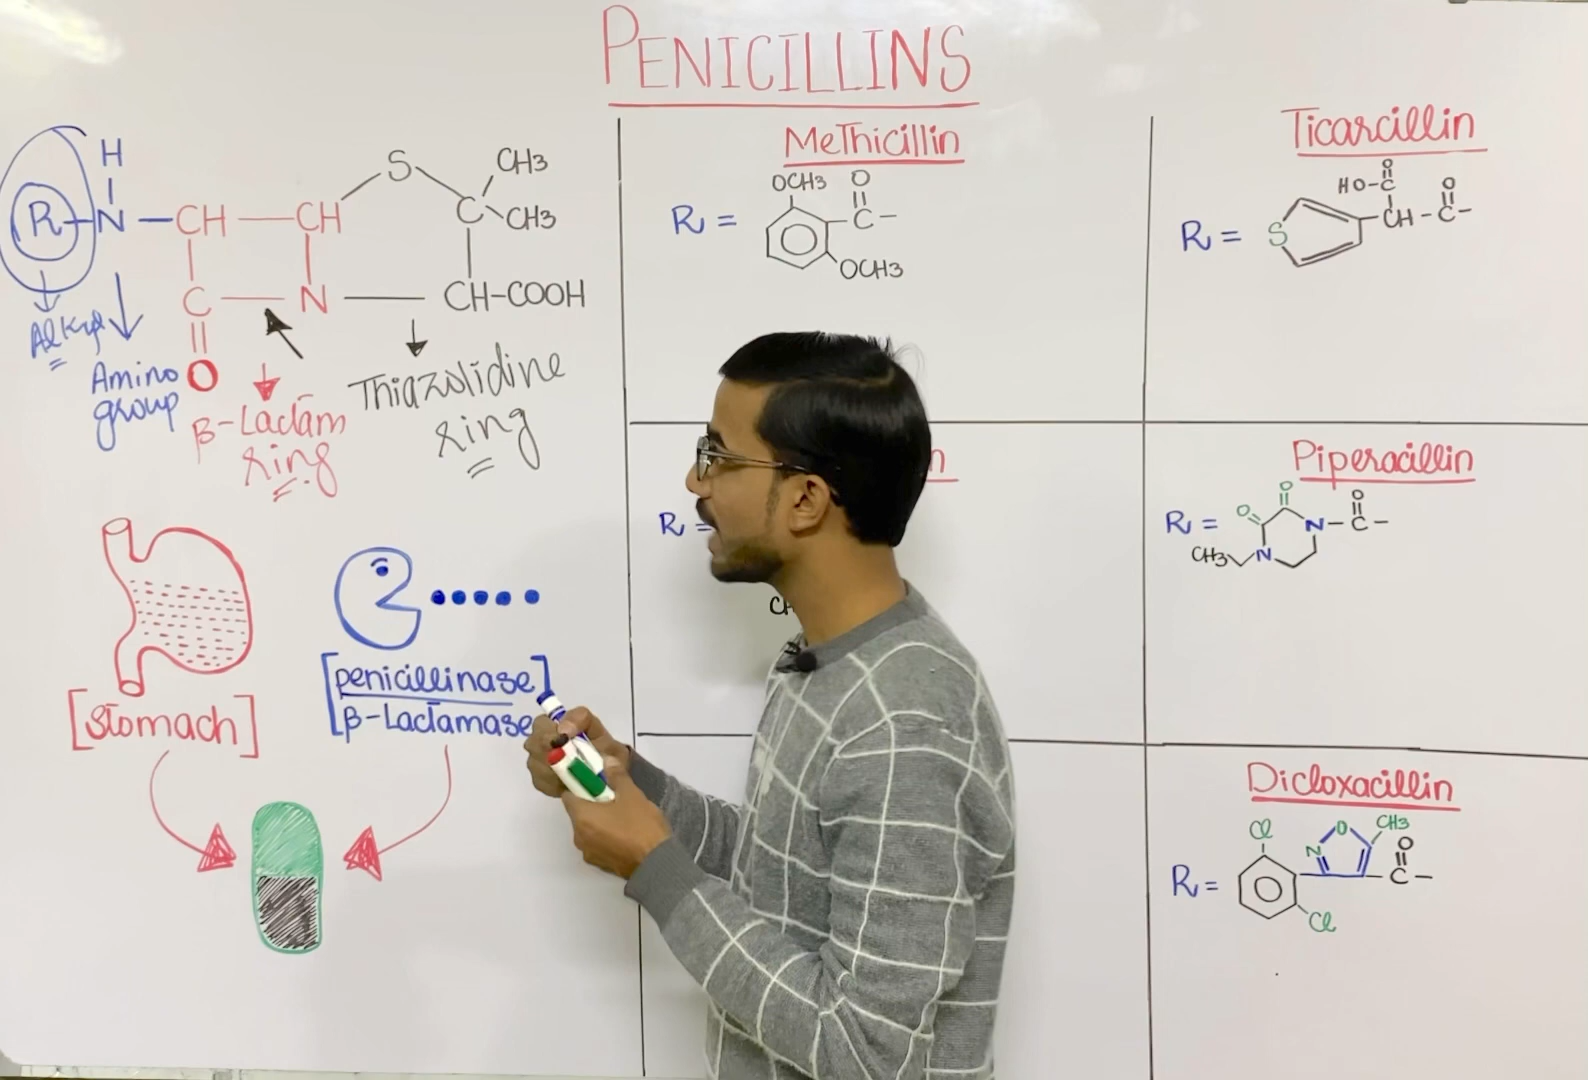 PENICILLINS
H
R-N-CH-CH
S
C
CH3
CH3
C-N-CH-COOH
O
Alkyl
Amino
group
β-Lactam
ring
Thiazolidine
ring
[Stomach]
[penicillinase]
β-Lactamase
Methicillin
R =
OCH3
O
C-
OCH3
Ticarcillin
R =
S
HO-C
O
CH-C-
O
R =
Piperacillin
R =
O
O
O
N-C-
CH3
N
Dicloxacillin
R =
Cl
N
O
CH3
O
C-
Cl